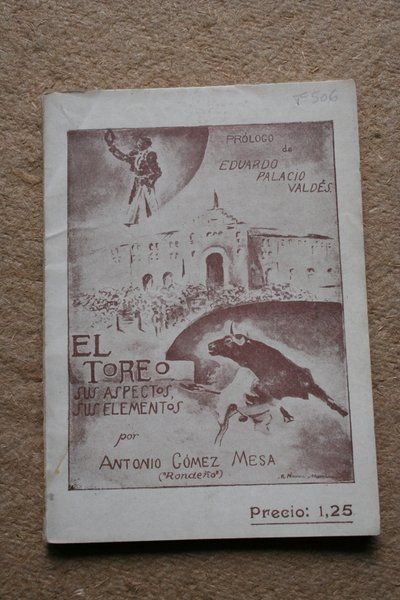 PRÓLOGO
de
EDUARDO
PALACIO
VALDÉS.
EL
TOREO
SUS ASPECTOS,
SUS ELEMENTOS
por
ANTONIO GÓMEZ MESA
("Rondeño")
Precio: 1,25